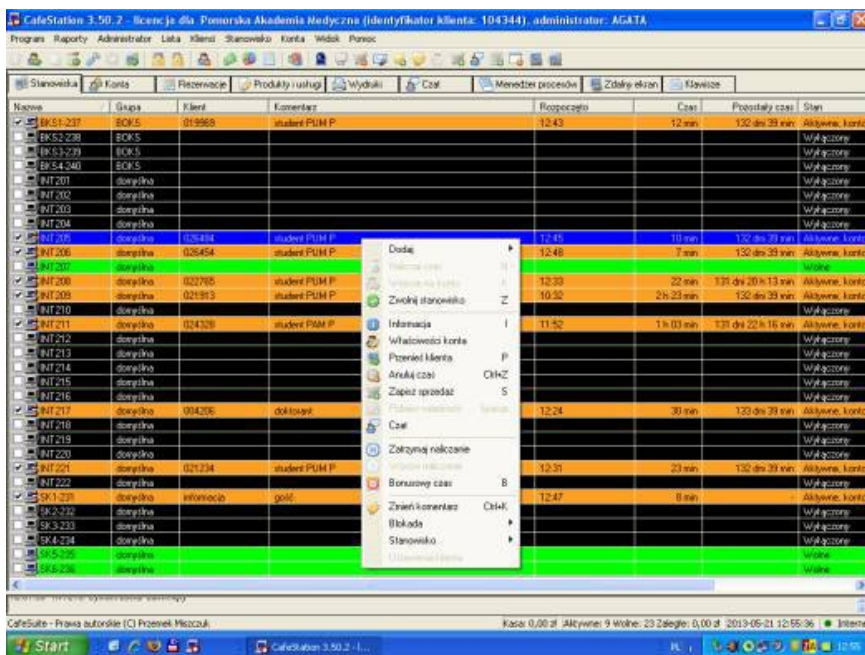 CafeStation 3.50.2 - licencja dla Pomorska Akademia Medyczna (identyfikator klienta: 104344), administrator: AGATA
Program Raporty Administrator Lista Klienci Stanowisko Konta Widok Pomoc
Stanowiska Konta Rezerwacje Produkty i usługi Wydruki Czat Menedżer procesów Zdalny ekran Klawisze
Nazwa Grupa Klient Komentarz Rozpoczęto Czas Pozostały czas Stan
BKS1-237 BOKS 019969 student PUM P 12:43 12 min 132 dni 39 min Aktywne, konto
BKS2-238 BOKS Wyłączony
BKS3-239 BOKS Wyłączony
BKS4-240 BOKS Wyłączony
INT201 domyślna Wyłączony
INT202 domyślna Wyłączony
INT203 domyślna Wyłączony
INT204 domyślna Wyłączony
INT205 domyślna 026484 student PUM P 12:45 10 min 132 dni 39 min Aktywne, konto
INT206 domyślna 026454 student PUM P 12:48 7 min 132 dni 39 min Aktywne, konto
INT207 domyślna Wolne
INT208 domyślna 022785 student PUM P 12:33 22 min 131 dni 20 h 13 min Aktywne, konto
INT209 domyślna 021913 student PUM P 10:32 2 h 23 min 132 dni 39 min Aktywne, konto
INT210 domyślna Wyłączony
INT211 domyślna 024328 student PAM P 11:52 1 h 03 min 131 dni 22 h 16 min Aktywne, konto
INT212 domyślna Wyłączony
INT213 domyślna Wyłączony
INT214 domyślna Wyłączony
INT215 domyślna Wyłączony
INT216 domyślna Wyłączony
INT217 domyślna 004206 doktorant 12:24 30 min 133 dni 39 min Aktywne, konto
INT218 domyślna Wyłączony
INT219 domyślna Wyłączony
INT220 domyślna Wyłączony
INT221 domyślna 021234 student PUM P 12:31 23 min 132 dni 39 min Aktywne, konto
INT222 domyślna Wyłączony
SK1-231 domyślna informacja gość 12:47 8 min - Aktywne, konto
SK2-232 domyślna Wyłączony
SK3-233 domyślna Wyłączony
SK4-234 domyślna Wyłączony
SK5-235 domyślna Wolne
SK6-236 domyślna Wolne
Dodaj
Zwolnij stanowisko Z
Informacja I
Właściwości konta
Przenieś klienta P
Anuluj czas Ctrl+Z
Zapisz sprzedaż S
Czat
Zatrzymaj naliczanie
Bonusowy czas B
Zmień komentarz Ctrl+K
Blokada
Stanowisko
CafeSuite - Prawa autorskie (C) Przemek Miszczuk Kasa: 0,00 zł Aktywne: 9 Wolne: 23 Zaległe: 0,00 zł 2013-05-21 12:55:36 Interne
Start CafeStation 3.50.2 - l... PL 12:55